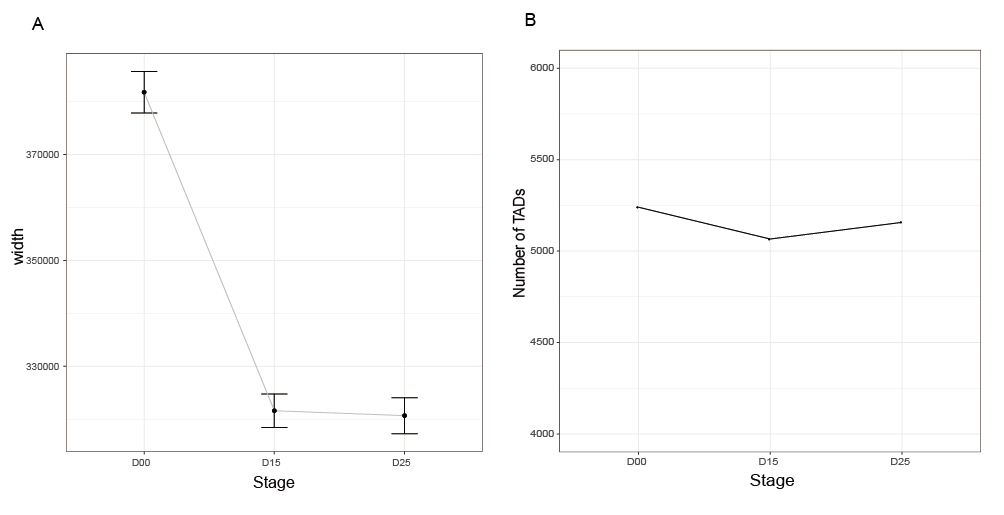 A
width
370000
350000
330000
D00 D15 D25
Stage
B
Number of TADs
6000
5500
5000
4500
4000
D00 D15 D25
Stage